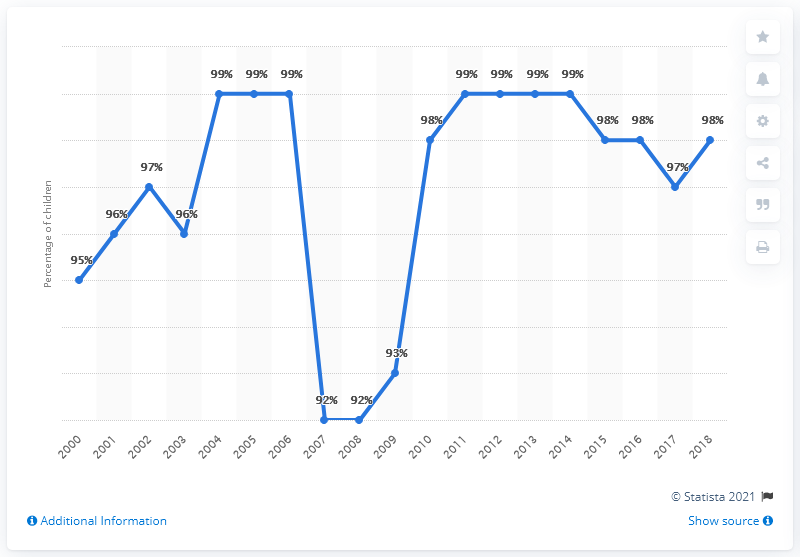 99% 99% 99% 99% 99% 99% 99%
98% 98% 98% 98%
97% 97%
96% 96%
95%
93%
92% 92%
Percentage of children
2000 2001 2002 2003 2004 2005 2006 2007 2008 2009 2010 2011 2012 2013 2014 2015 2016 2017 2018
© Statista 2021
Additional Information Show source